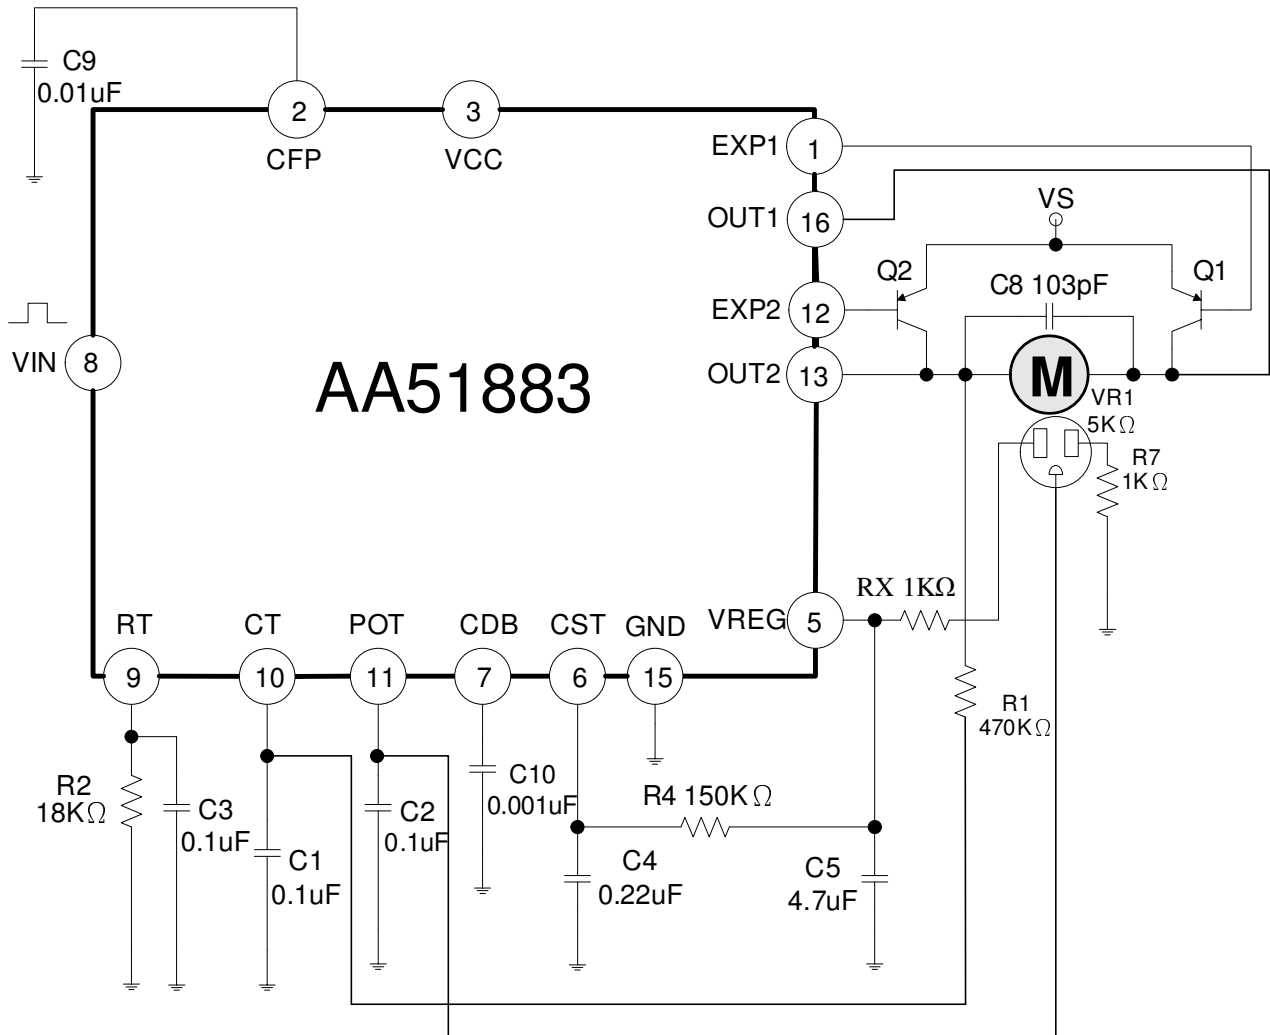 C9
0.01uF
2
CFP
3
VCC
EXP1
1
OUT1
16
VS
Q2
Q1
C8 103pF
EXP2
12
VIN
8
AA51883
OUT2
13
M
VR1
5KΩ
R7
1KΩ
RX 1KΩ
VREG
5
RT
CT
POT
CDB
CST
GND
9
10
11
7
6
15
R1
470KΩ
R2
18KΩ
C3
0.1uF
C1
0.1uF
C2
0.1uF
C10
0.001uF
R4 150KΩ
C4
0.22uF
C5
4.7uF